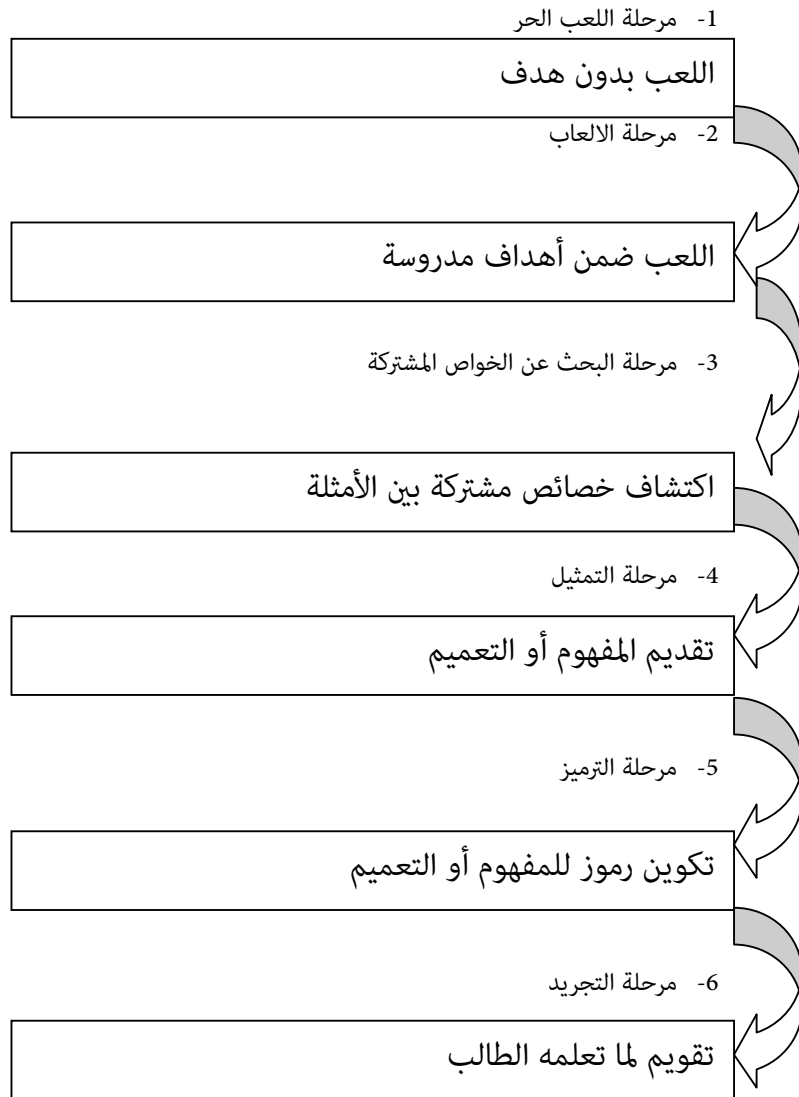 1- مرحلة اللعب الحر
اللعب بدون هدف
2- مرحلة الالعاب
اللعب ضمن أهداف مدروسة
3- مرحلة البحث عن الخواص المشتركة
اكتشاف خصائص مشتركة بين الأمثلة
4- مرحلة التمثيل
تقديم المفهوم أو التعميم
5- مرحلة الترميز
تكوين رموز للمفهوم أو التعميم
6- مرحلة التجريد
تقويم لما تعلمه الطالب